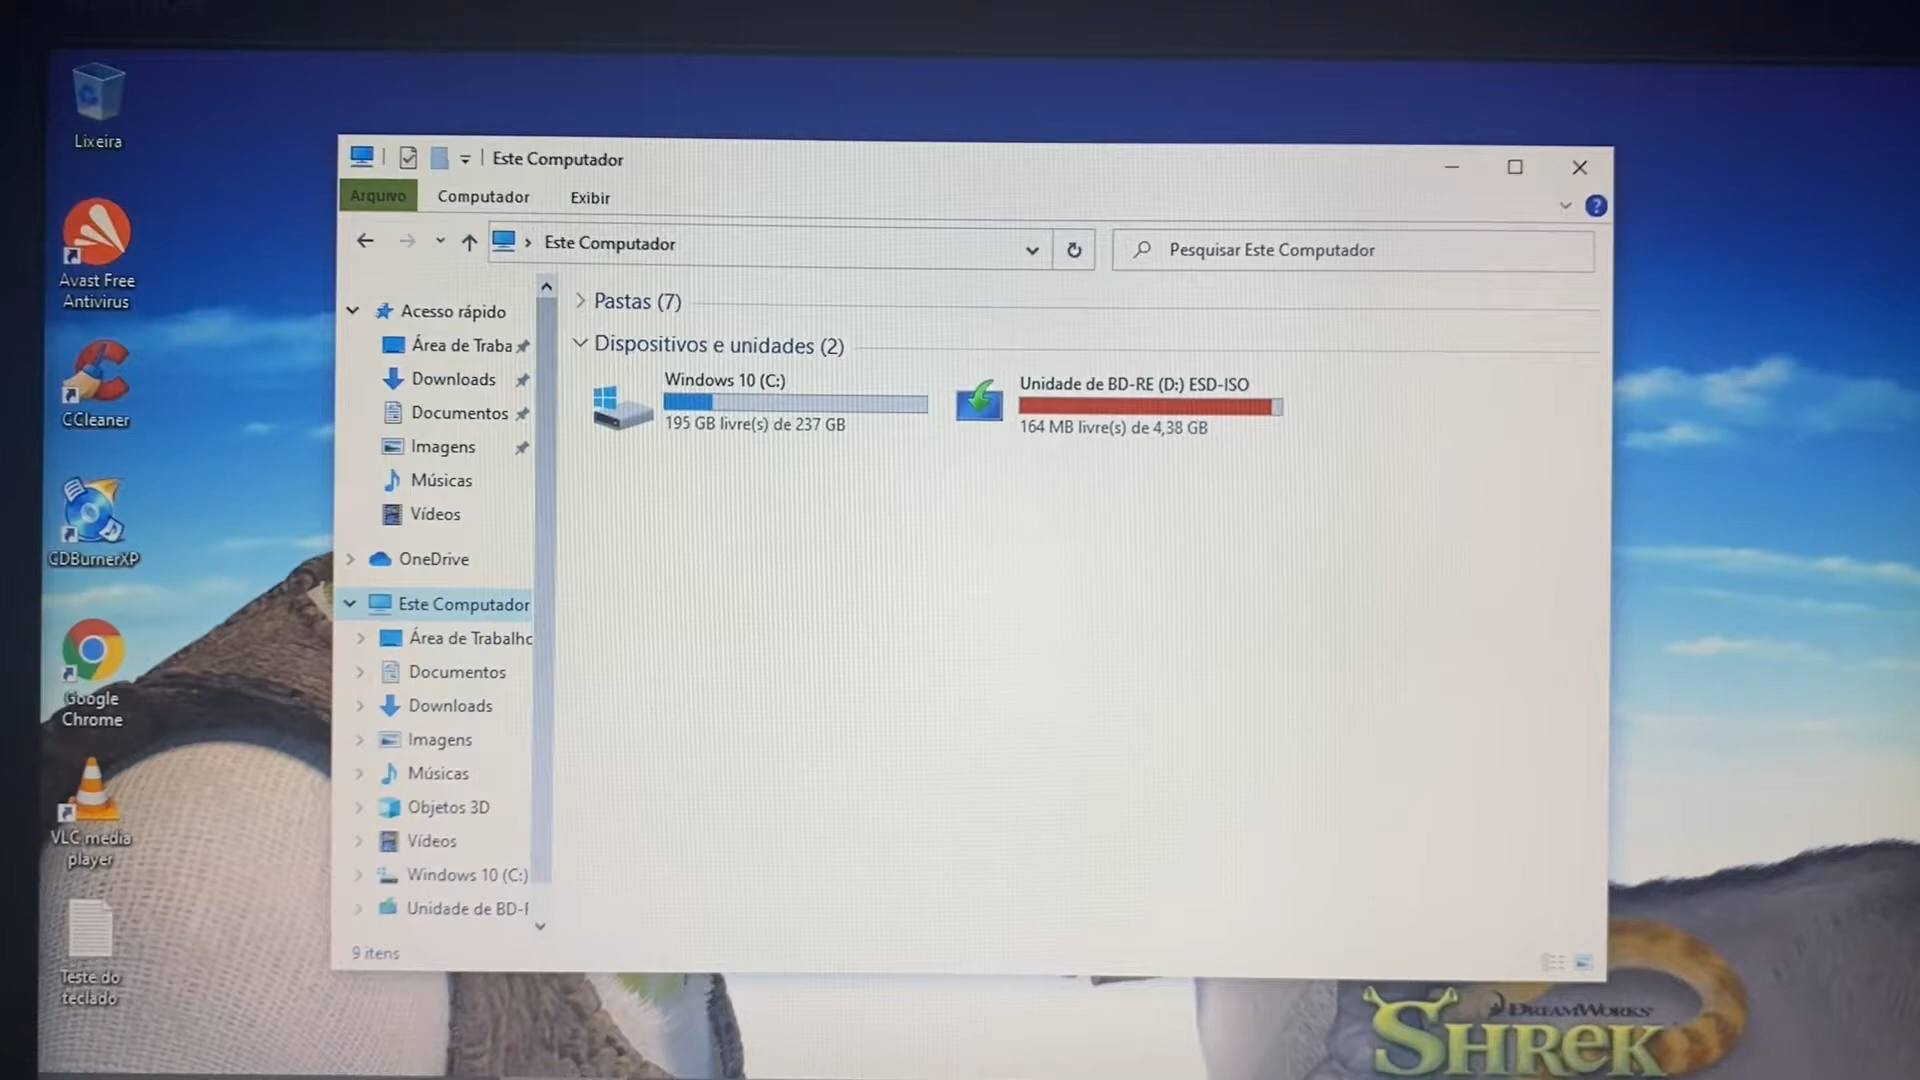 Lixeira
Avast Free
Antivirus
CCleaner
CDBurnerXP
Google
Chrome
VLC media
player
Teste do
teclado
Este Computador
Arquivo
Computador
Exibir
?
Este Computador
Pesquisar Este Computador
Acesso rápido
Área de Traba
Downloads
Documentos
Imagens
Músicas
Vídeos
OneDrive
Este Computador
Área de Trabalho
Documentos
Downloads
Imagens
Músicas
Objetos 3D
Vídeos
Windows 10 (C:)
Unidade de BD-R
9 itens
Pastas (7)
Dispositivos e unidades (2)
Windows 10 (C:)
195 GB livre(s) de 237 GB
Unidade de BD-RE (D:) ESD-ISO
164 MB livre(s) de 4,38 GB
DREAMWORKS
SHREK